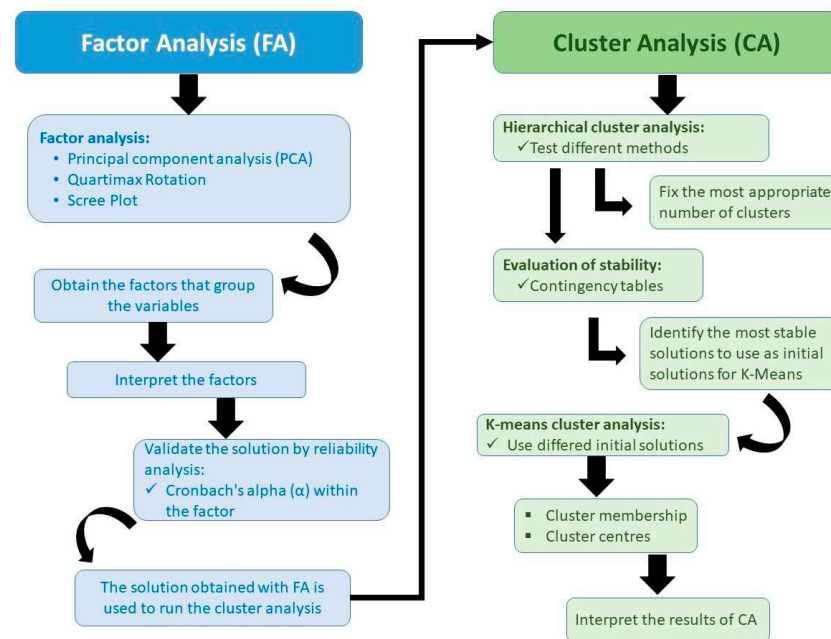 Factor Analysis (FA)
Factor analysis:
• Principal component analysis (PCA)
• Quartimax Rotation
• Scree Plot
Obtain the factors that group
the variables
Interpret the factors
Validate the solution by reliability
analysis:
✓ Cronbach's alpha (α) within
the factor
The solution obtained with FA is
used to run the cluster analysis
Cluster Analysis (CA)
Hierarchical cluster analysis:
✓Test different methods
Fix the most appropriate
number of clusters
Evaluation of stability:
✓Contingency tables
Identify the most stable
solutions to use as initial
solutions for K-Means
K-means cluster analysis:
✓ Use differed initial solutions
▪ Cluster membership
▪ Cluster centres
Interpret the results of CA